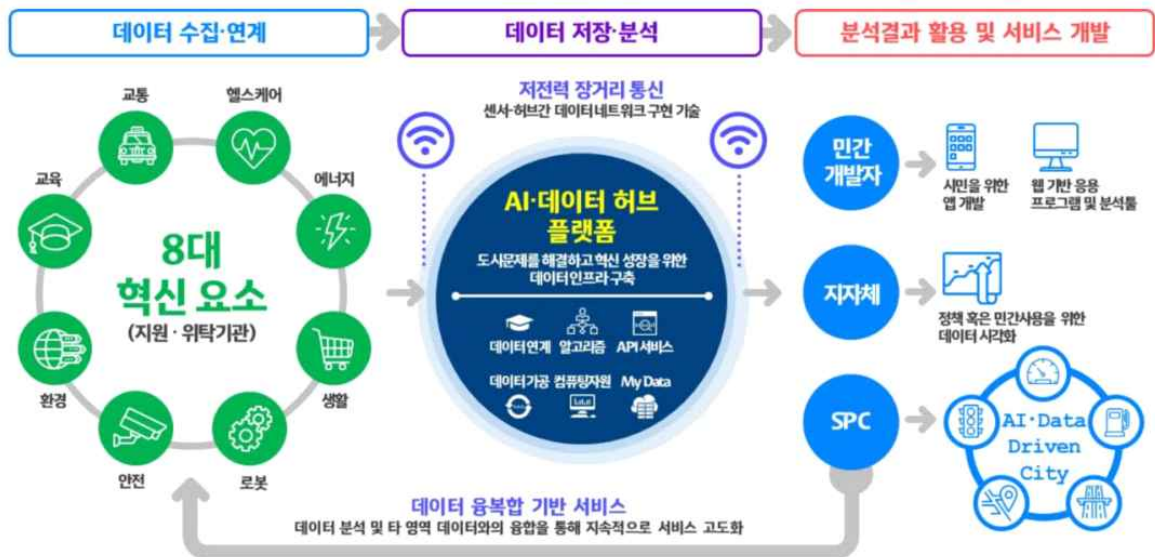 데이터 수집·연계
데이터 저장·분석
분석결과 활용 및 서비스 개발
교통
헬스케어
교육
에너지
8대
혁신 요소
(지원·위탁기관)
환경
생활
안전
로봇
저전력 장거리 통신
센서-허브간 데이터네트워크 구현 기술
AI·데이터 허브
플랫폼
도시문제를 해결하고 혁신 성장을 위한
데이터인프라 구축
데이터연계 알고리즘 API 서비스
데이터가공 컴퓨팅자원 My Data
민간
개발자
시민을 위한
앱 개발
웹 기반 응용
프로그램 및 분석툴
지자체
정책 혹은 민간사용을 위한
데이터 시각화
SPC
AI·Data
Driven
City
데이터 융복합 기반 서비스
데이터 분석 및 타 영역 데이터와의 융합을 통해 지속적으로 서비스 고도화